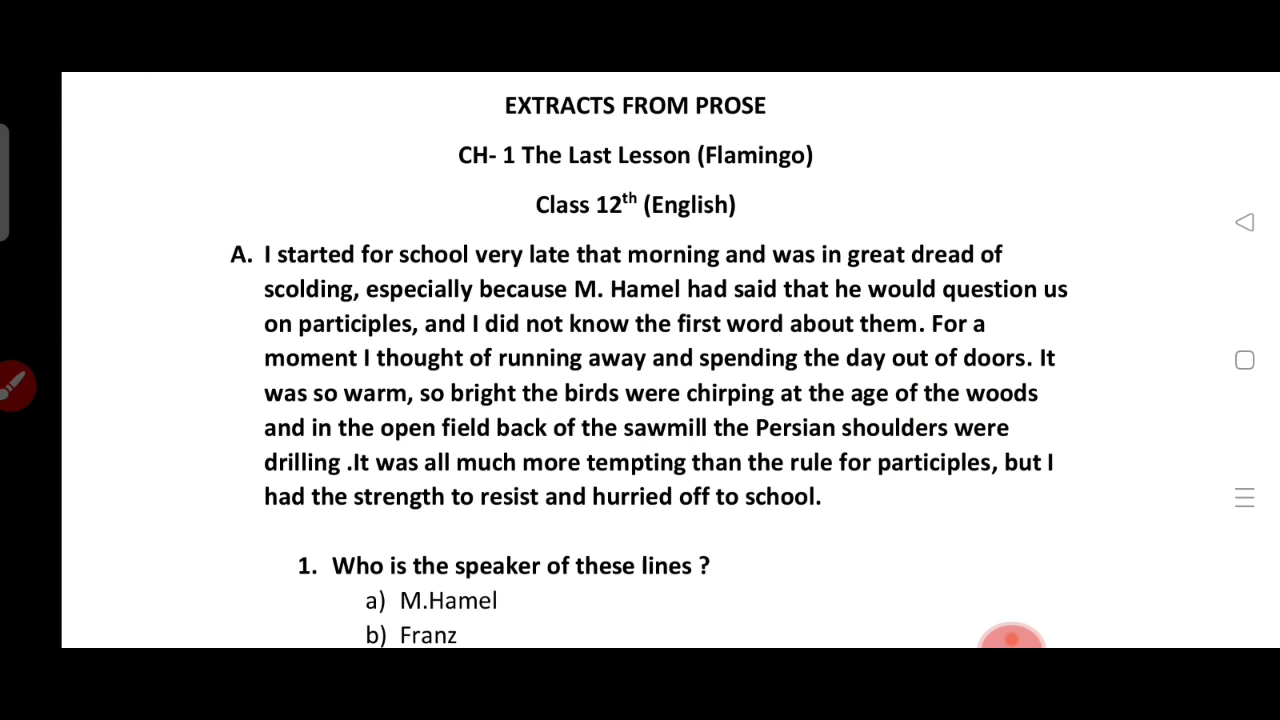 EXTRACTS FROM PROSE
CH- 1 The Last Lesson (Flamingo)
Class 12th (English)
A. I started for school very late that morning and was in great dread of
scolding, especially because M. Hamel had said that he would question us
on participles, and I did not know the first word about them. For a
moment I thought of running away and spending the day out of doors. It
was so warm, so bright the birds were chirping at the age of the woods
and in the open field back of the sawmill the Persian shoulders were
drilling .It was all much more tempting than the rule for participles, but I
had the strength to resist and hurried off to school.
1. Who is the speaker of these lines ?
a) M.Hamel
b) Franz